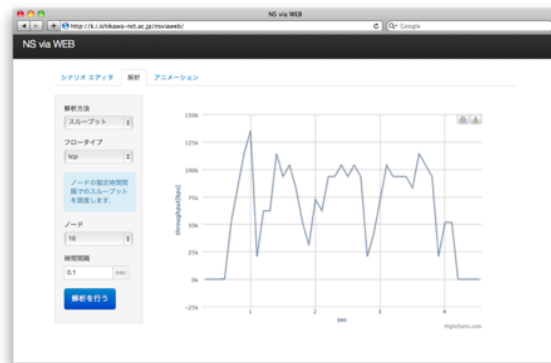 NS via WEB
http://k.i.ishikawa-nct.ac.jp/nsviaweb/
Google
NS via WEB
シナリオ エディタ
解析
アニメーション
解析方法
スループット
フロータイプ
tcp
ノードの指定時間間
隔でのスループット
を調査します.
ノード
16
時間間隔
0.1
sec
解析を行う
throughput[bps]
150k
125k
100k
75k
50k
25k
0k
-25k
1
2
3
4
sec
Highcharts.com